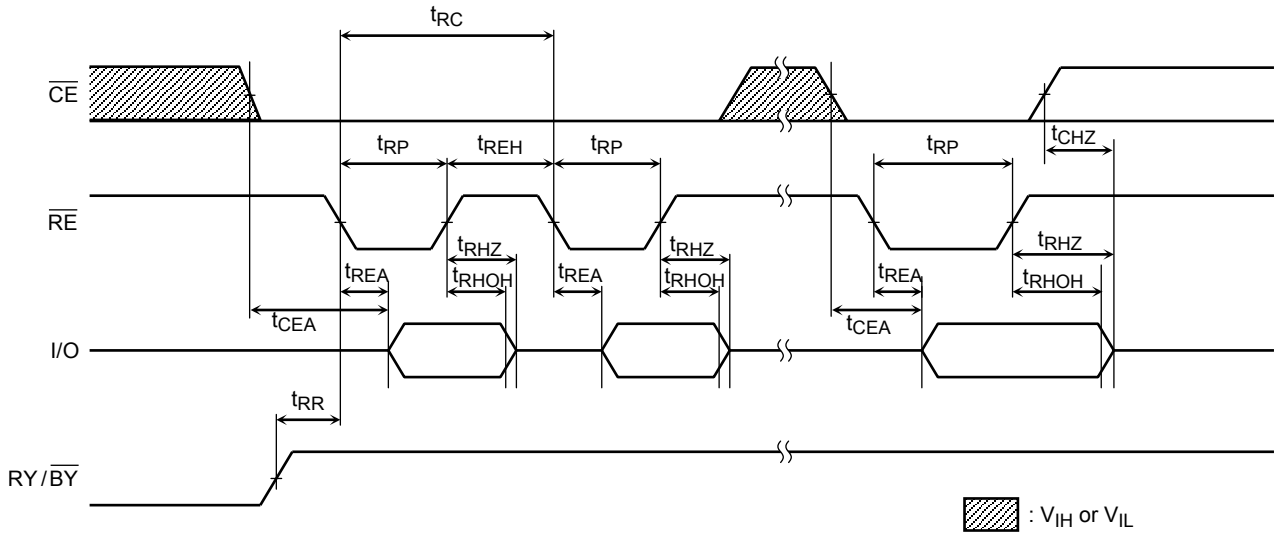 tRC
CE
tRP tREH tRP tRP tCHZ
RE
tRHZ tRHZ tRHZ
tREA tRHOH tREA tRHOH tREA tRHOH
tCEA tCEA
I/O
tRR
RY/BY
: VIH or VIL